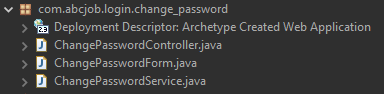 com.abcjob.login.change_password
Deployment Descriptor: Archetype Created Web Application
ChangePasswordController.java
ChangePasswordForm.java
ChangePasswordService.java